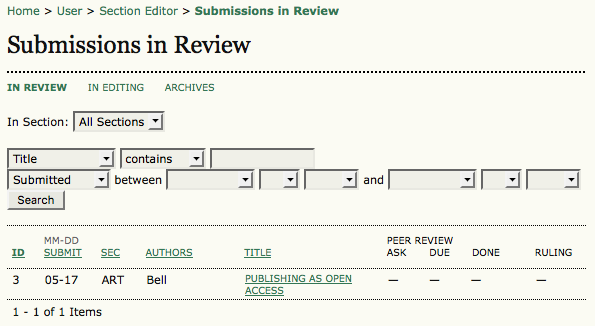 Home > User > Section Editor > Submissions in Review
Submissions in Review
IN REVIEW IN EDITING ARCHIVES
In Section: All Sections
Title contains
Submitted between and
Search
MM-DD PEER REVIEW
ID SUBMIT SEC AUTHORS TITLE ASK DUE DONE RULING
3 05-17 ART Bell PUBLISHING AS OPEN — — — —
ACCESS
1 - 1 of 1 Items